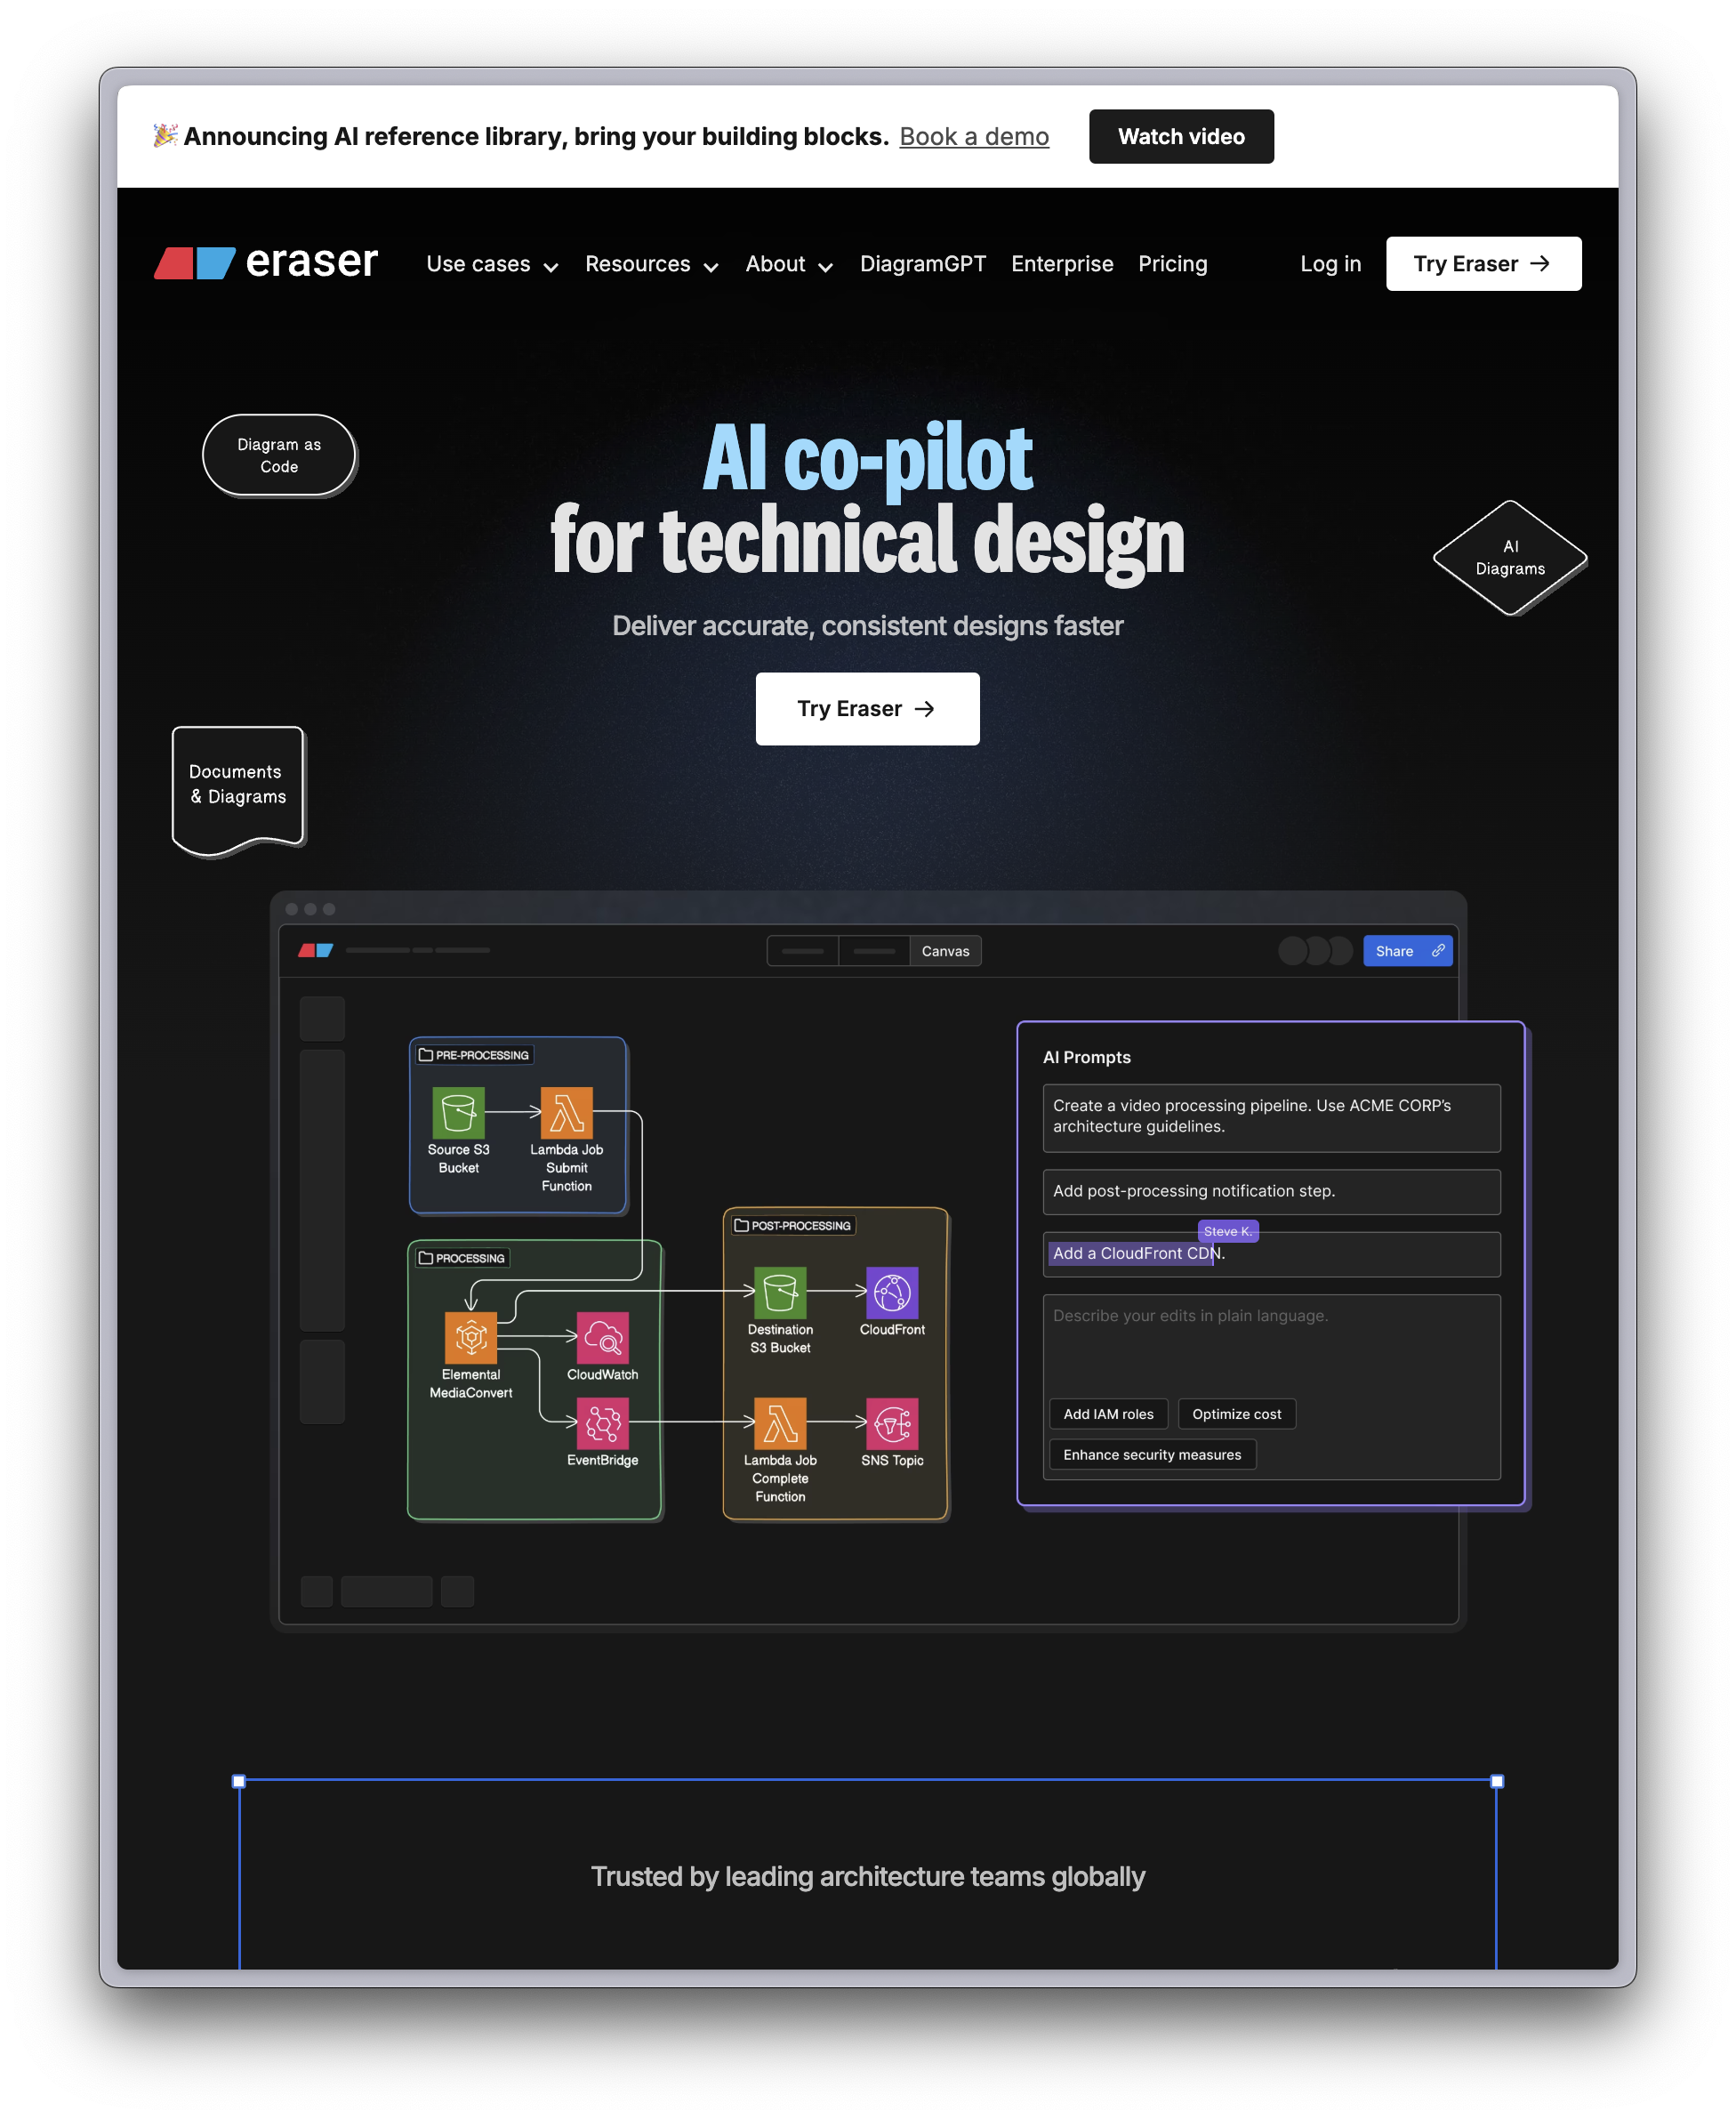 🎉 Announcing AI reference library, bring your building blocks. Book a demo
Watch video
eraser
Use cases
Resources
About
DiagramGPT
Enterprise
Pricing
Log in
Try Eraser →
Diagram as
Code
AI co-pilot
for technical design
AI
Diagrams
Deliver accurate, consistent designs faster
Try Eraser →
Documents
& Diagrams
Canvas
Share
PRE-PROCESSING
Source S3
Bucket
Lambda Job
Submit
Function
PROCESSING
Elemental
MediaConvert
CloudWatch
EventBridge
POST-PROCESSING
Destination
S3 Bucket
CloudFront
Lambda Job
Complete
Function
SNS Topic
AI Prompts
Create a video processing pipeline. Use ACME CORP’s
architecture guidelines.
Add post-processing notification step.
Steve K.
Add a CloudFront CDN.
Describe your edits in plain language.
Add IAM roles
Optimize cost
Enhance security measures
Trusted by leading architecture teams globally